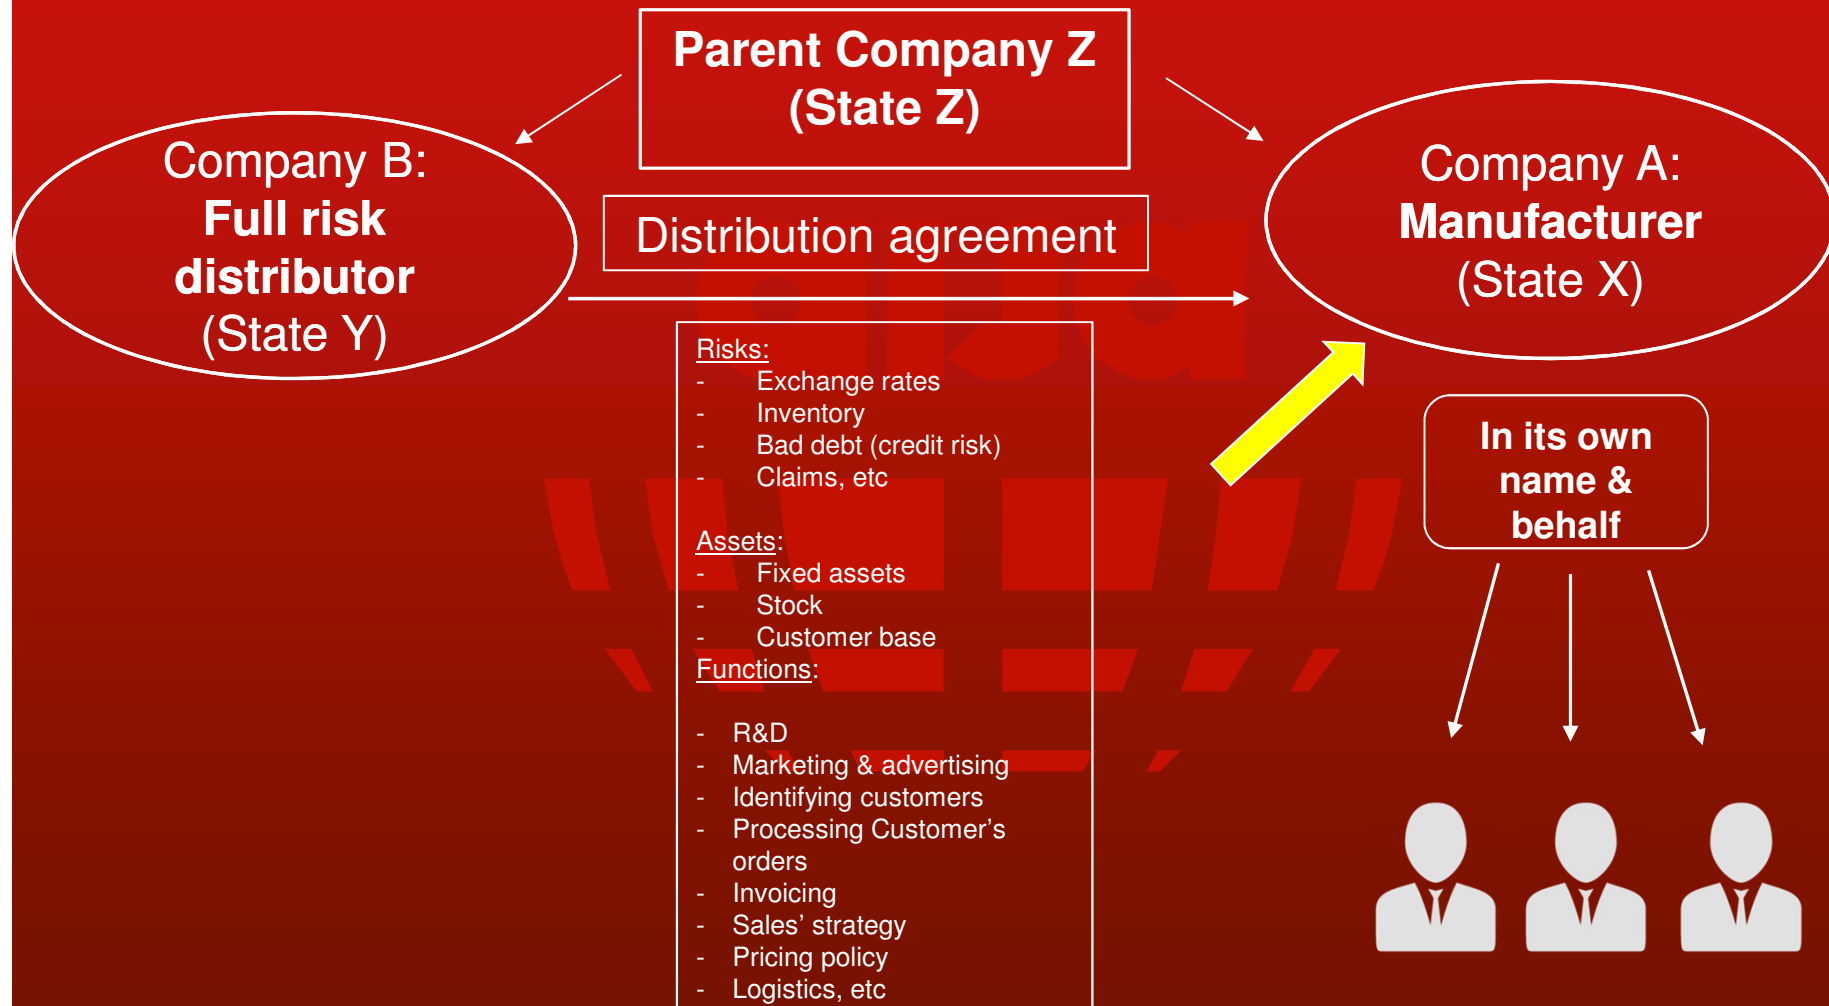 Parent Company Z
(State Z)
Company B:
Full risk
distributor
(State Y)
Distribution agreement
Company A:
Manufacturer
(State X)
Risks:
- Exchange rates
- Inventory
- Bad debt (credit risk)
- Claims, etc
Assets:
- Fixed assets
- Stock
- Customer base
Functions:
- R&D
- Marketing & advertising
- Identifying customers
- Processing Customer's
orders
- Invoicing
- Sales' strategy
- Pricing policy
- Logistics, etc
In its own
name &
behalf